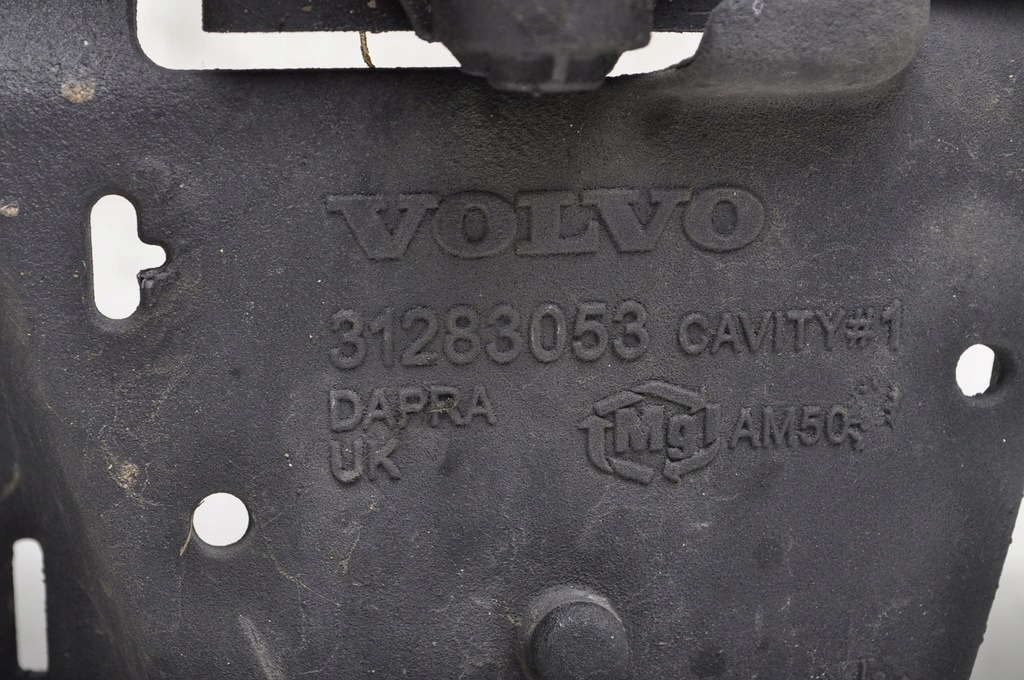 VOLVO
31283053 CAVITY#1
DAPRA
UK
Mg AM50